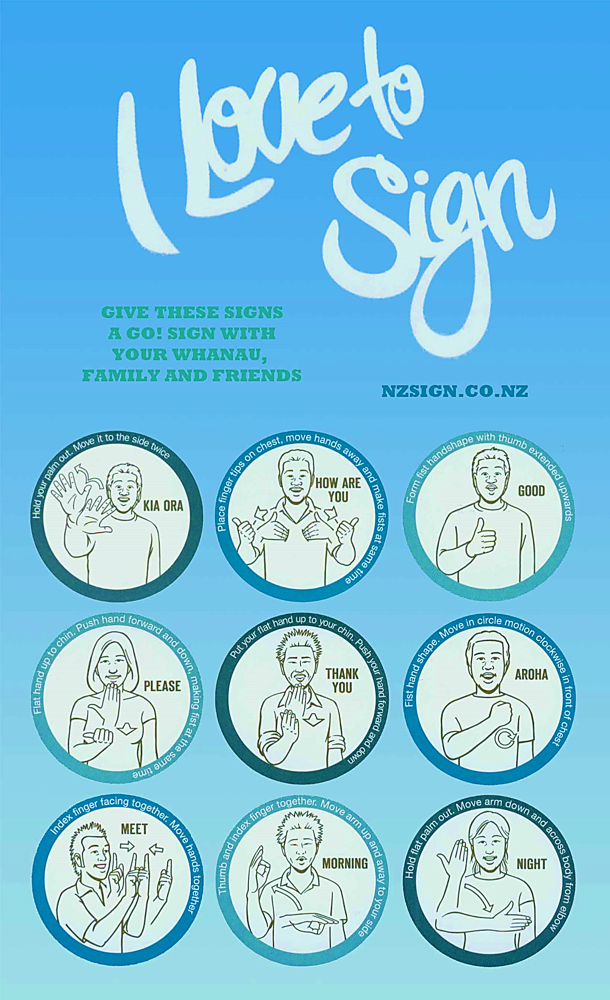 I Love to
Sign
GIVE THESE SIGNS
A GO! SIGN WITH
YOUR WHANAU,
FAMILY AND FRIENDS
NZSIGN.CO.NZ
Hold your palm out. Move it to the side twice
KIA ORA
Place finger tips on chest, move hands away and make fists at same time
HOW ARE
YOU
Form fist handshape with thumb extended upwards
GOOD
Flat hand up to chin. Push hand forward and down, making fist at the same time
PLEASE
Put your flat hand up to your chin. Push your hand forward and down
THANK
YOU
Fist hand shape. Move in circle motion clockwise in front of chest
AROHA
Index finger facing together. Move hands together
MEET
Thumb and index finger together. Move arm up and away to your side
MORNING
Hold flat palm out. Move arm down and across body from elbow
NIGHT